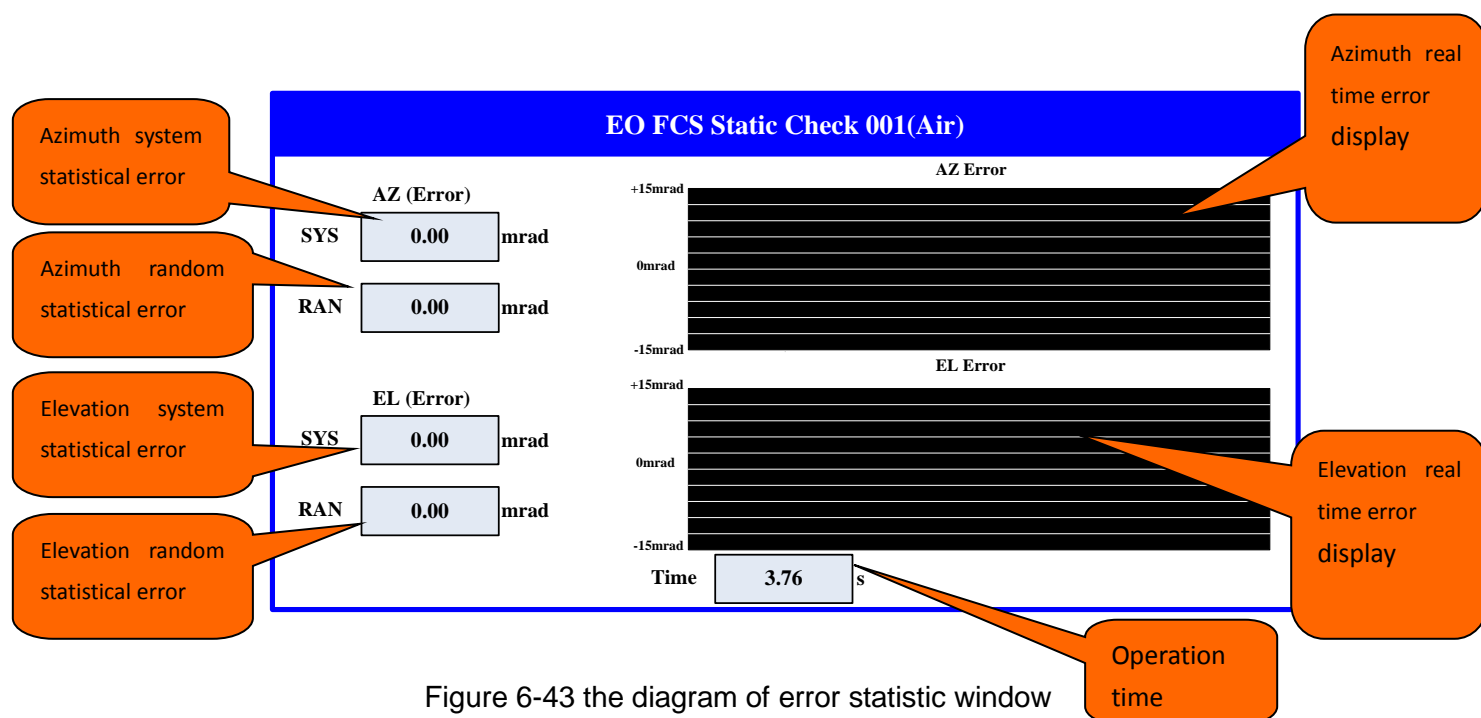 Azimuth real
time error
display
EO FCS Static Check 001(Air)
Azimuth system
statistical error
AZ (Error)
SYS 0.00 mrad
Azimuth random
statistical error
RAN 0.00 mrad
AZ Error
+15mrad
0mrad
-15mrad
Elevation system
statistical error
EL (Error)
SYS 0.00 mrad
Elevation random
statistical error
RAN 0.00 mrad
EL Error
+15mrad
0mrad
-15mrad
Elevation real
time error
display
Time 3.76 s
Operation
time
Figure 6-43 the diagram of error statistic window